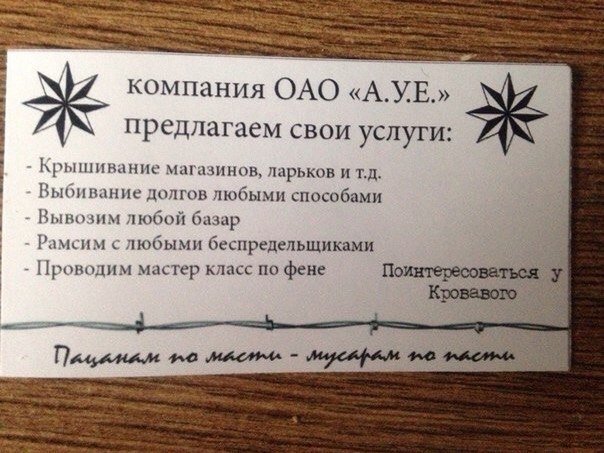 компания ОАО «А.У.Е.»
предлагаем свои услуги:
- Крышивание магазинов, ларьков и т.д.
- Выбивание долгов любыми способами
- Вывозим любой базар
- Рамсим с любыми беспредельщиками
- Проводим мастер класс по фене
Поинтересоваться у
Кровавого
Пацанам по масти - мусарам по пасти